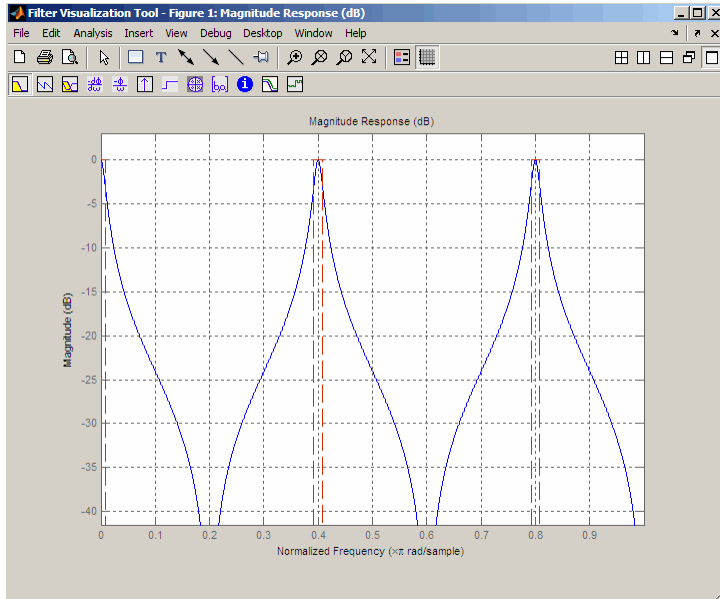 Filter Visualization Tool - Figure 1: Magnitude Response (dB)
File Edit Analysis Insert View Debug Desktop Window Help
Magnitude Response (dB)
0
-5
-10
-15
-20
-25
-30
-35
-40
Magnitude (dB)
0 0.1 0.2 0.3 0.4 0.5 0.6 0.7 0.8 0.9
Normalized Frequency (×π rad/sample)